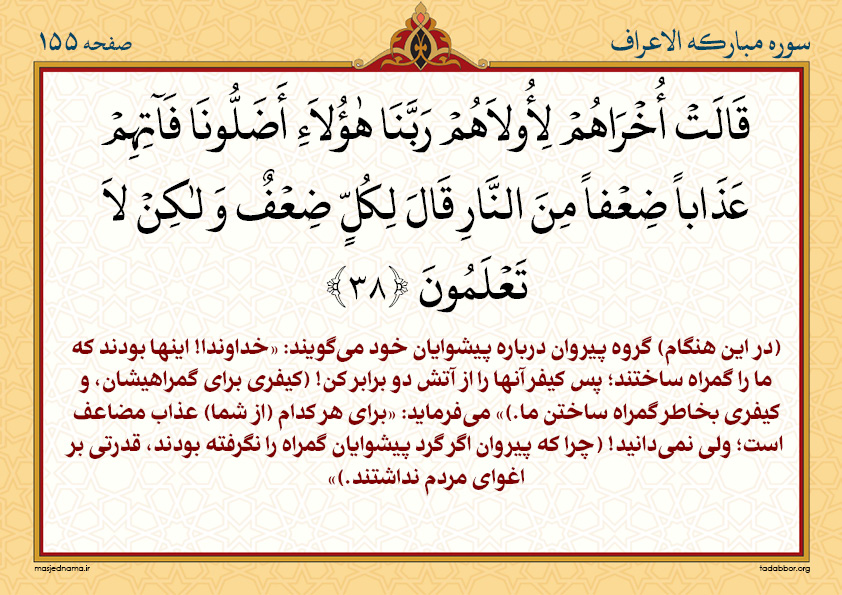 سوره مبارکه الاعراف
صفحه ۱۵۵
قَالَتْ أُخْرَاهُمْ لِأُولاَهُمْ رَبَّنَا هٰؤُلاَءِ أَضَلُّونَا فَآتِهِمْ
عَذَاباً ضِعْفاً مِنَ النَّارِ قَالَ لِكُلٍّ ضِعْفٌ وَ لٰکِنْ لاَ
تَعْلَمُونَ ﴿۳۸﴾
(در این هنگام) گروه پیروان درباره پیشوایان خود می‌گویند: «خداوندا! اینها بودند که
ما را گمراه ساختند؛ پس کیفر آنها را از آتش دو برابر کن! (کیفری برای گمراهیشان، و
کیفری بخاطر گمراه ساختن ما.)» می‌فرماید: «برای هر کدام (از شما) عذاب مضاعف
است؛ ولی نمی‌دانید! (چرا که پیروان اگر گرد پیشوایان گمراه را نگرفته بودند، قدرتی بر
اغوای مردم نداشتند.)»
masjednama.ir
tadabbor.org